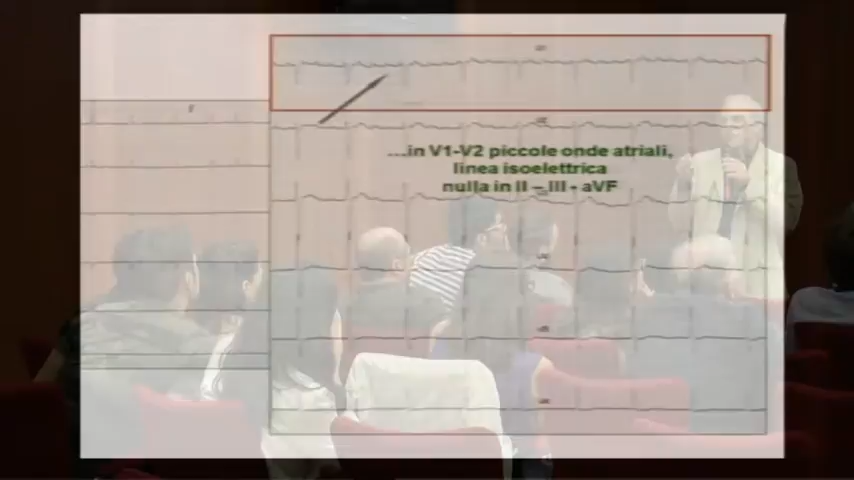 ...in V1-V2 piccole onde atriali,
linea isoelettrica
nulla in II – III - aVF